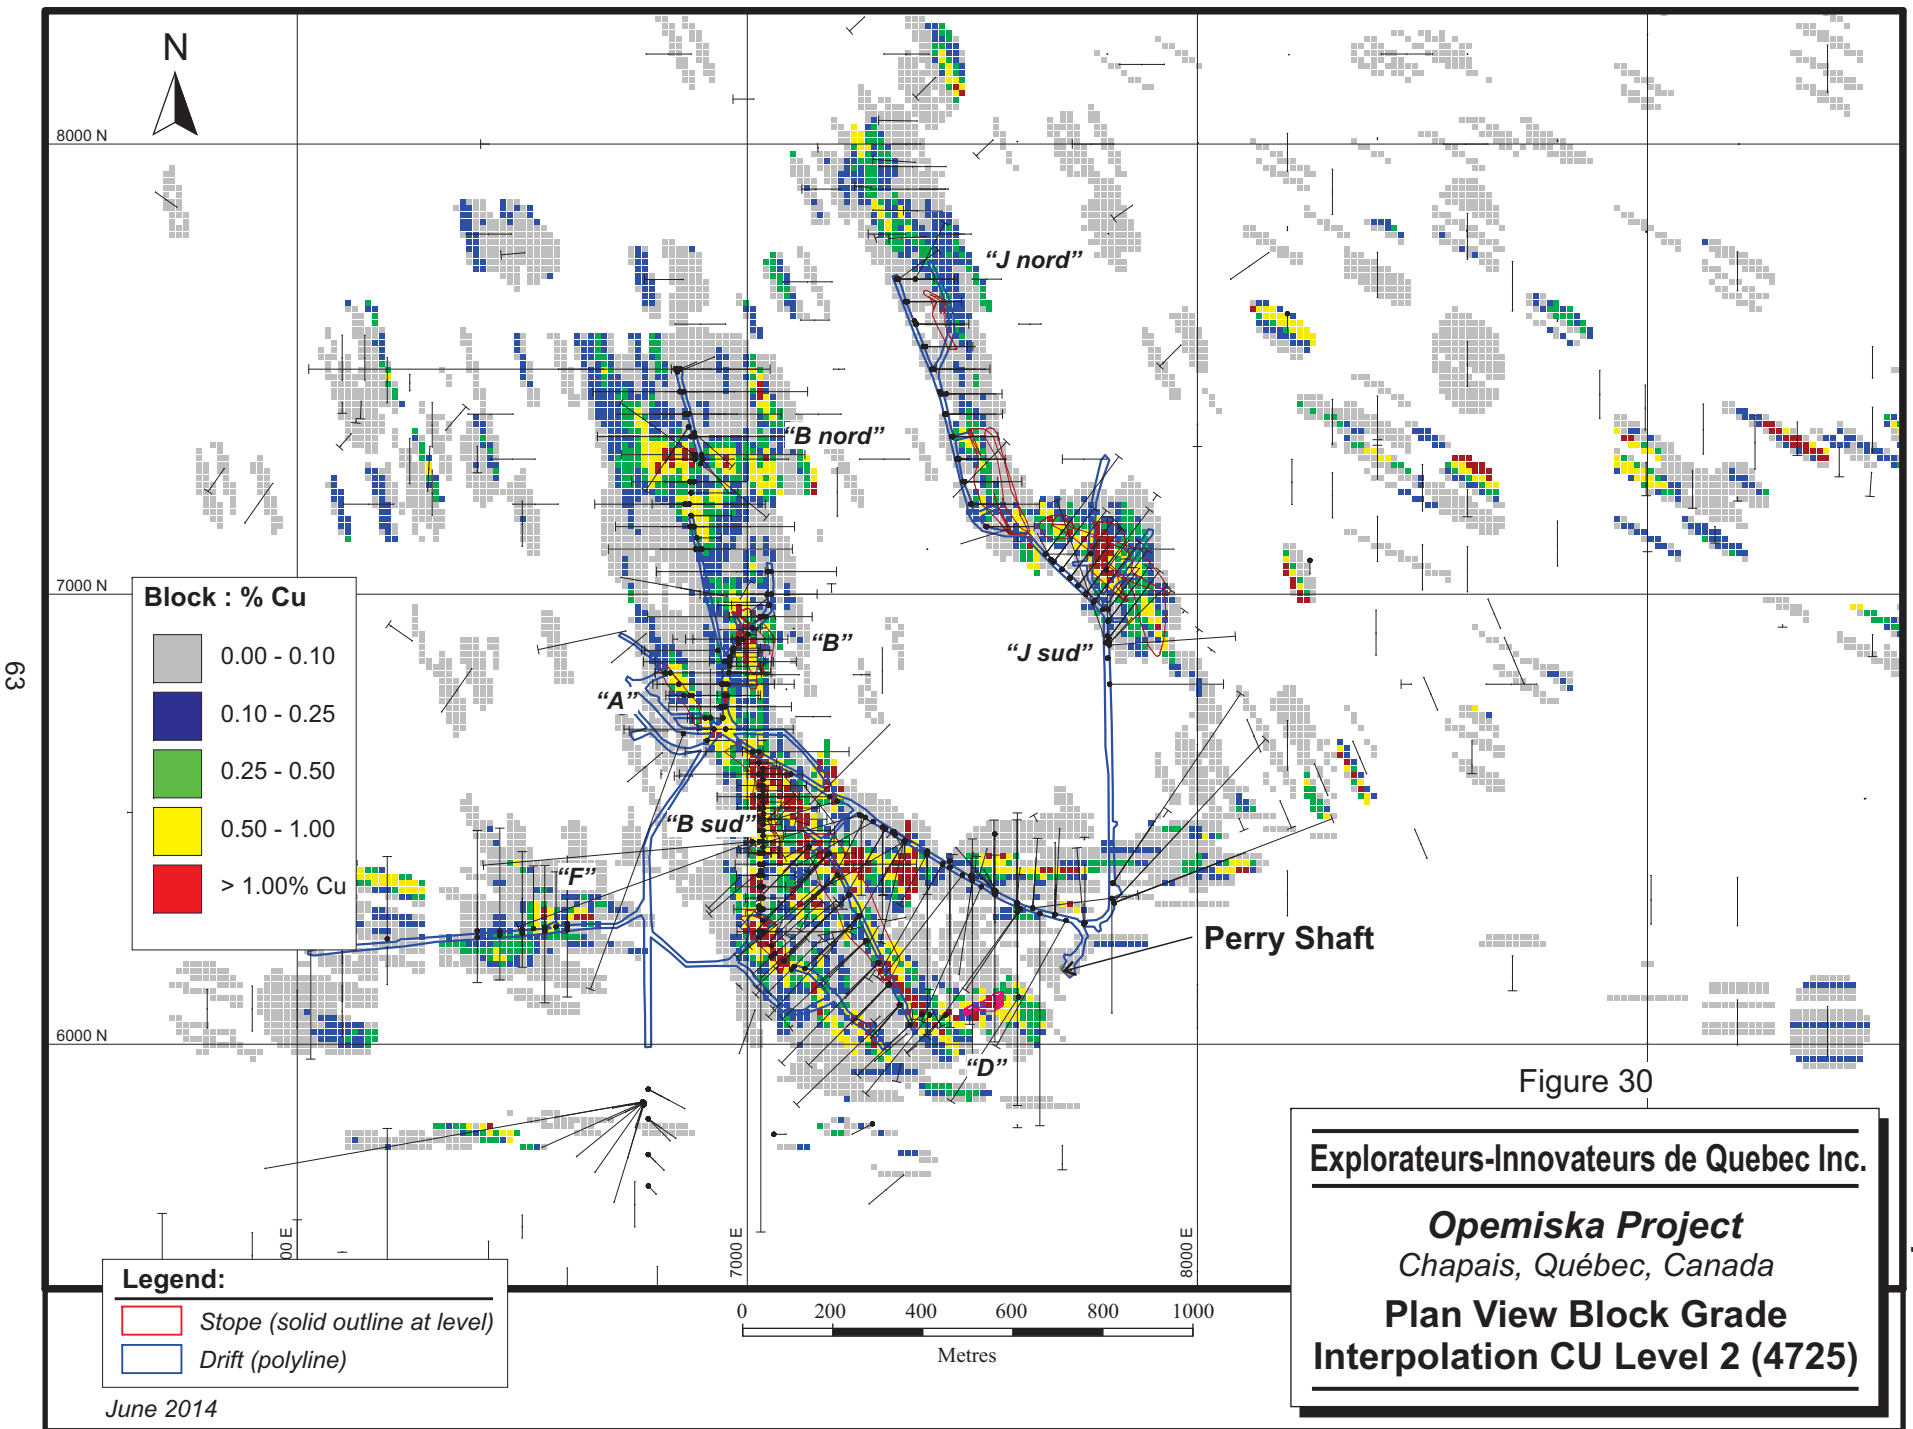 N
8000 N
“J nord”
“B nord”
7000 N
Block : % Cu
0.00 - 0.10
0.10 - 0.25
0.25 - 0.50
0.50 - 1.00
> 1.00% Cu
“B”
“J sud”
“A”
“B sud”
“F”
Perry Shaft
6000 N
“D”
63
Figure 30
00 E
7000 E
8000 E
Legend:
Stope (solid outline at level)
Drift (polyline)
June 2014
0 200 400 600 800 1000
Metres
Explorateurs-Innovateurs de Quebec Inc.
Opemiska Project
Chapais, Québec, Canada
Plan View Block Grade
Interpolation CU Level 2 (4725)